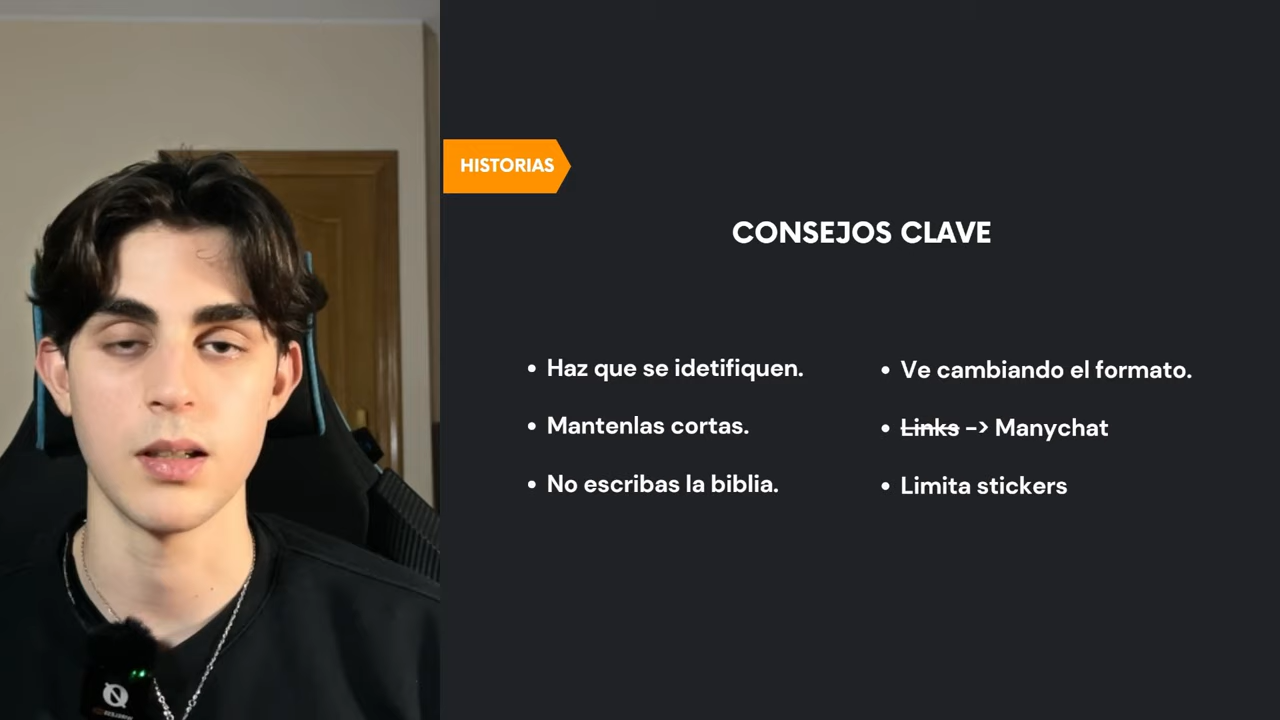 HISTORIAS
CONSEJOS CLAVE
• Haz que se idetifiquen.
• Mantenlas cortas.
• No escribas la biblia.
• Ve cambiando el formato.
• Links -> Manychat
• Limita stickers